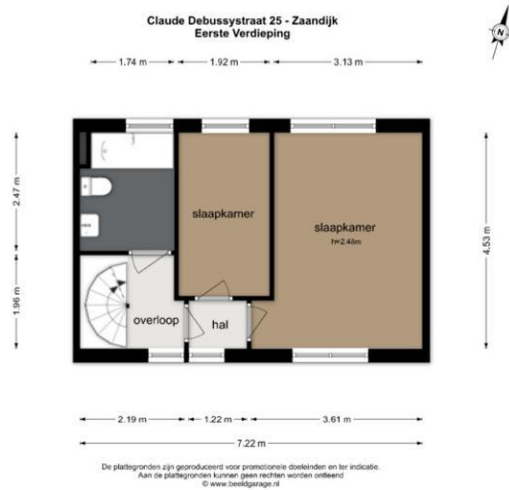 Claude Debussystraat 25 - Zaandijk
Eerste Verdieping
N
1.74 m
1.92 m
3.13 m
2.47 m
1.96 m
4.53 m
slaapkamer
slaapkamer
h=2.48m
overloop
hal
2.19 m
1.22 m
3.61 m
7.22 m
De plattegronden zijn geproduceerd voor promotionele doeleinden en ter indicatie.
Aan de plattegronden kunnen geen rechten worden ontleend
© www.beeldgarage.nl